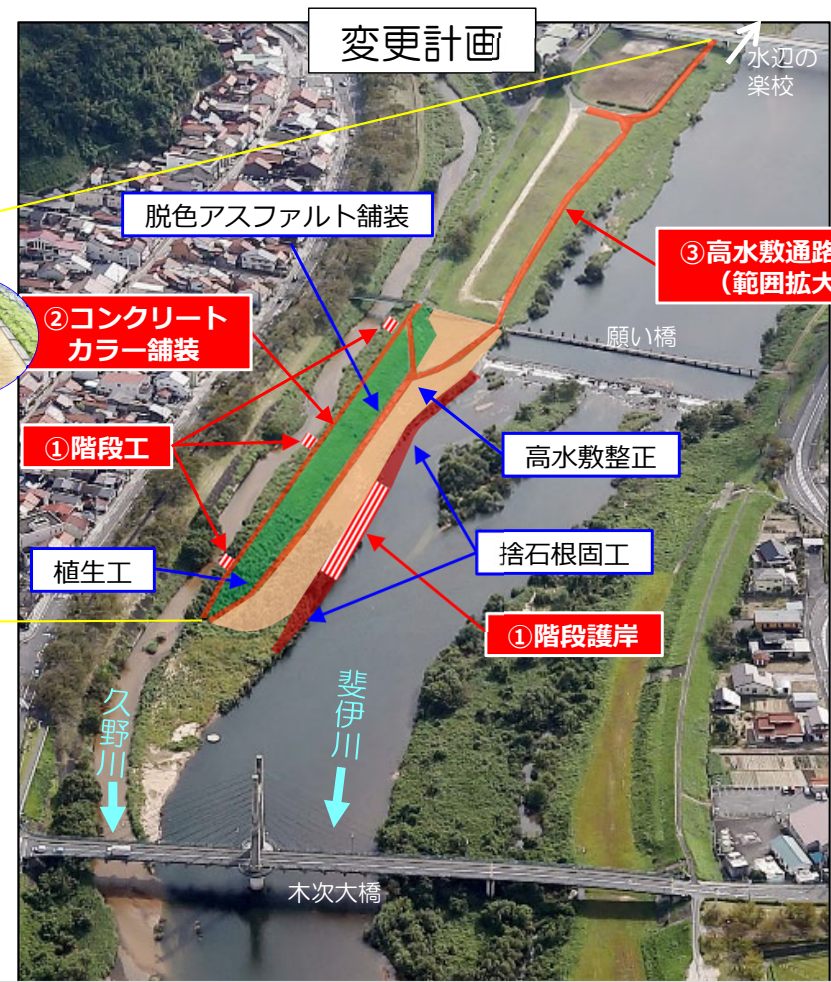 変更計画
水辺の
楽校
脱色アスファルト舗装
③高水敷通路
（範囲拡大
②コンクリート
カラー舗装
願い橋
①階段工
高水敷整正
捨石根固工
植生工
①階段護岸
久野川
斐伊川
木次大橋